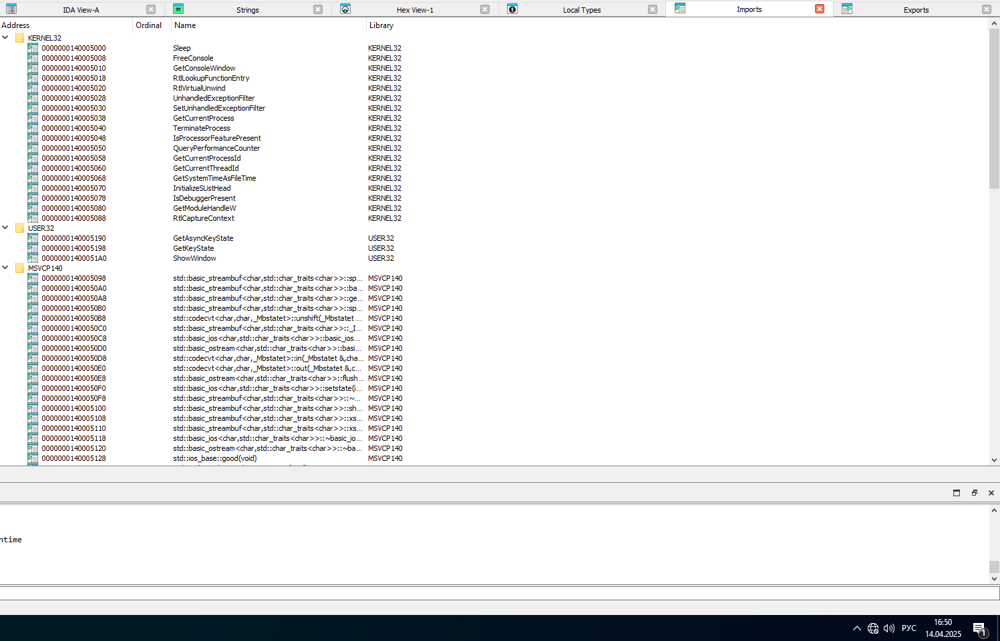 IDA View-A Strings Hex View-1 Local Types Imports Exports
Address Ordinal Name Library
KERNEL32
0000000140005000 Sleep KERNEL32
0000000140005008 FreeConsole KERNEL32
0000000140005010 GetConsoleWindow KERNEL32
0000000140005018 RtlLookupFunctionEntry KERNEL32
0000000140005020 RtlVirtualUnwind KERNEL32
0000000140005028 UnhandledExceptionFilter KERNEL32
0000000140005030 SetUnhandledExceptionFilter KERNEL32
0000000140005038 GetCurrentProcess KERNEL32
0000000140005040 TerminateProcess KERNEL32
0000000140005048 IsProcessorFeaturePresent KERNEL32
0000000140005050 QueryPerformanceCounter KERNEL32
0000000140005058 GetCurrentProcessId KERNEL32
0000000140005060 GetCurrentThreadId KERNEL32
0000000140005068 GetSystemTimeAsFileTime KERNEL32
0000000140005070 InitializeSListHead KERNEL32
0000000140005078 IsDebuggerPresent KERNEL32
0000000140005080 GetModuleHandleW KERNEL32
0000000140005088 RtlCaptureContext KERNEL32
USER32
0000000140005190 GetAsyncKeyState USER32
0000000140005198 GetKeyState USER32
00000001400051A0 ShowWindow USER32
MSVCP140
0000000140005098 std::basic_streambuf<char,std::char_traits<char>>::sp... MSVCP140
00000001400050A0 std::basic_streambuf<char,std::char_traits<char>>::ba... MSVCP140
00000001400050A8 std::basic_streambuf<char,std::char_traits<char>>::ge... MSVCP140
00000001400050B0 std::basic_streambuf<char,std::char_traits<char>>::sp... MSVCP140
00000001400050B8 std::codecvt<char,char,_Mbstatet>::unshift(_Mbstatet ... MSVCP140
00000001400050C0 std::basic_streambuf<char,std::char_traits<char>>::_I... MSVCP140
00000001400050C8 std::basic_ios<char,std::char_traits<char>>::basic_ios... MSVCP140
00000001400050D0 std::basic_ostream<char,std::char_traits<char>>::basi... MSVCP140
00000001400050D8 std::codecvt<char,char,_Mbstatet>::in(_Mbstatet &,cha... MSVCP140
00000001400050E0 std::codecvt<char,char,_Mbstatet>::out(_Mbstatet &,c... MSVCP140
00000001400050E8 std::basic_ostream<char,std::char_traits<char>>::flush... MSVCP140
00000001400050F0 std::basic_ios<char,std::char_traits<char>>::setstate(i... MSVCP140
00000001400050F8 std::basic_streambuf<char,std::char_traits<char>>::~... MSVCP140
0000000140005100 std::basic_streambuf<char,std::char_traits<char>>::sh... MSVCP140
0000000140005108 std::basic_streambuf<char,std::char_traits<char>>::xs... MSVCP140
0000000140005110 std::basic_streambuf<char,std::char_traits<char>>::xs... MSVCP140
0000000140005118 std::basic_ios<char,std::char_traits<char>>::~basic_io... MSVCP140
0000000140005120 std::basic_ostream<char,std::char_traits<char>>::~ba... MSVCP140
0000000140005128 std::ios_base::good(void) MSVCP140
ntime
РУС
16:50
14.04.2025
1